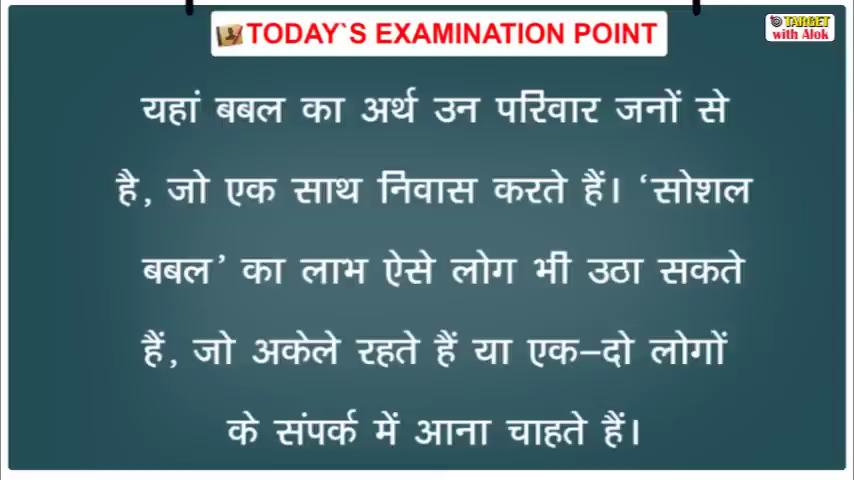 TODAY`S EXAMINATION POINT
TARGET
with Alok
यहां बबल का अर्थ उन परिवार जनों से
है, जो एक साथ निवास करते हैं। ‘सोशल
बबल’ का लाभ ऐसे लोग भी उठा सकते
हैं, जो अकेले रहते हैं या एक–दो लोगों
के संपर्क में आना चाहते हैं।